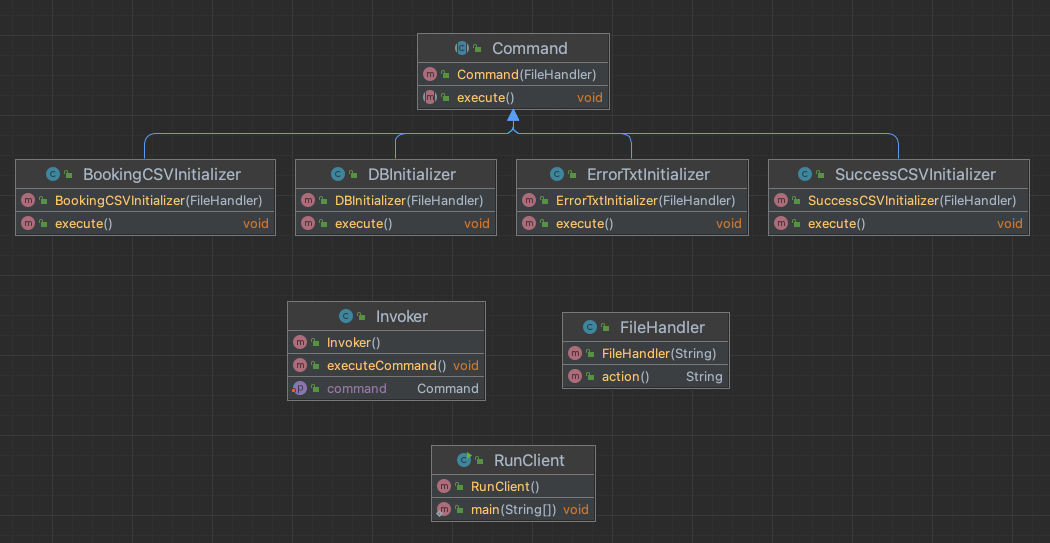 Command
Command(FileHandler)
execute() void
BookingCSVInitializer
BookingCSVInitializer(FileHandler)
execute() void
DBInitializer
DBInitializer(FileHandler)
execute() void
ErrorTxtInitializer
ErrorTxtInitializer(FileHandler)
execute() void
SuccessCSVInitializer
SuccessCSVInitializer(FileHandler)
execute() void
Invoker
Invoker()
executeCommand() void
command Command
FileHandler
FileHandler(String)
action() String
RunClient
RunClient()
main(String[]) void